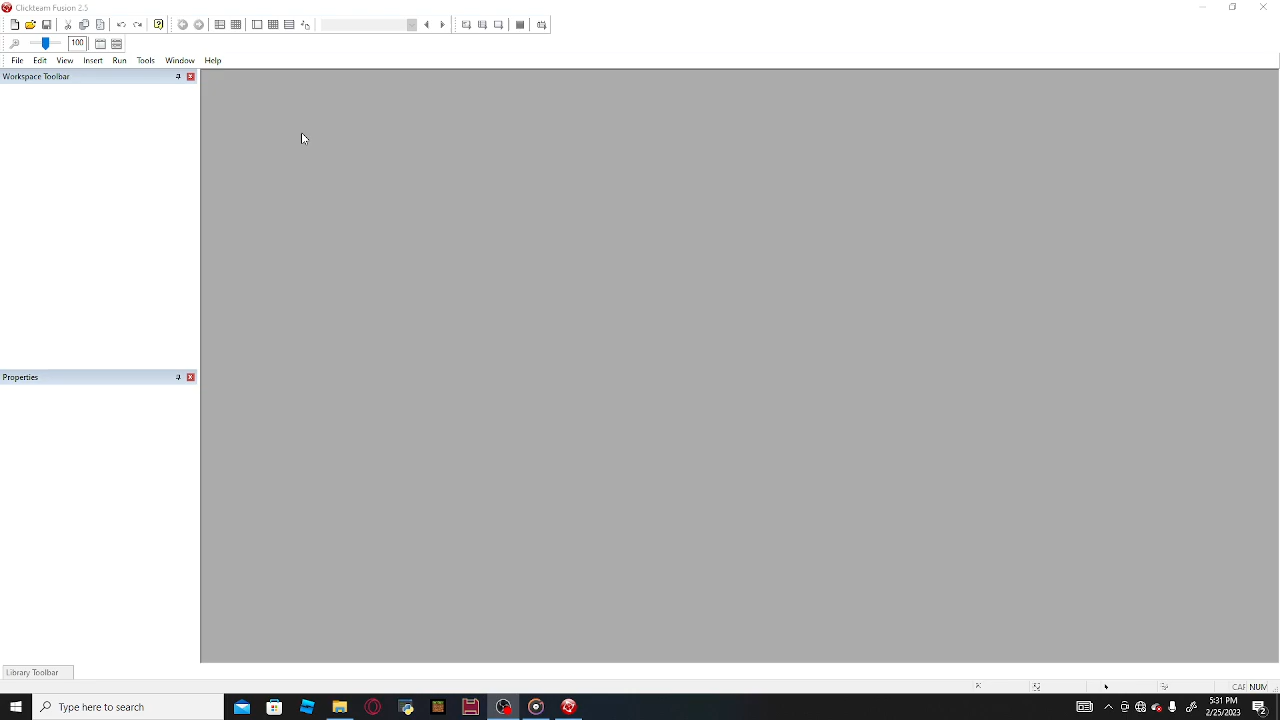 Clickteam Fusion 2.5
100
File Edit View Insert Run Tools Window Help
Workspace Toolbar
Properties
Library Toolbar
CAP NUM
Type here to search
5:31 PM
2/25/2023